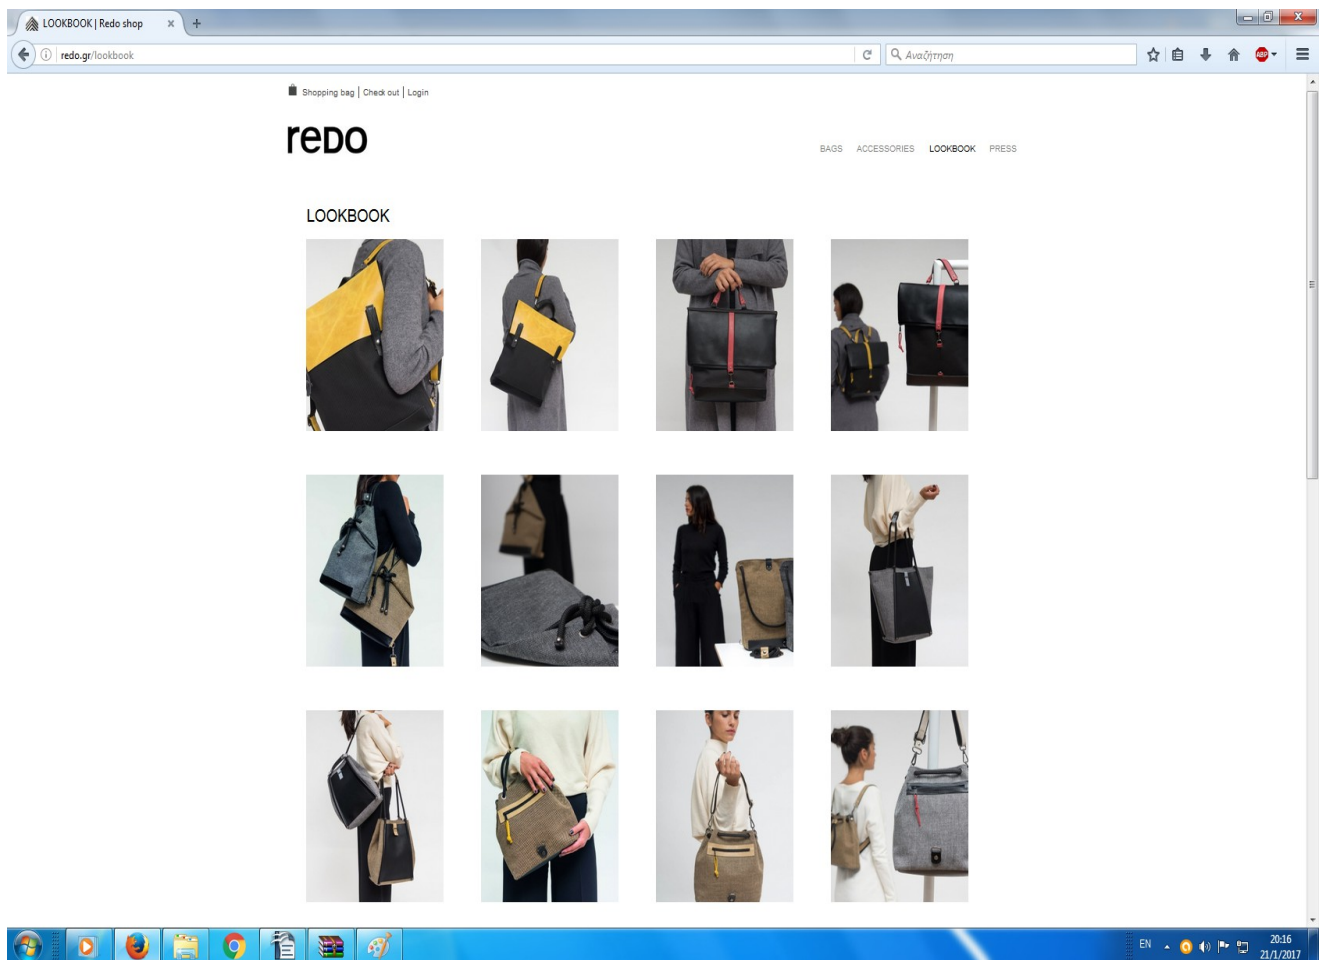 LOOKBOOK | Redo shop
redo.gr/lookbook
Αναζήτηση
ABP
Shopping bag | Check out | Login
reDO
BAGS ACCESSORIES LOOKBOOK PRESS
LOOKBOOK
EN
20:16
21/1/2017